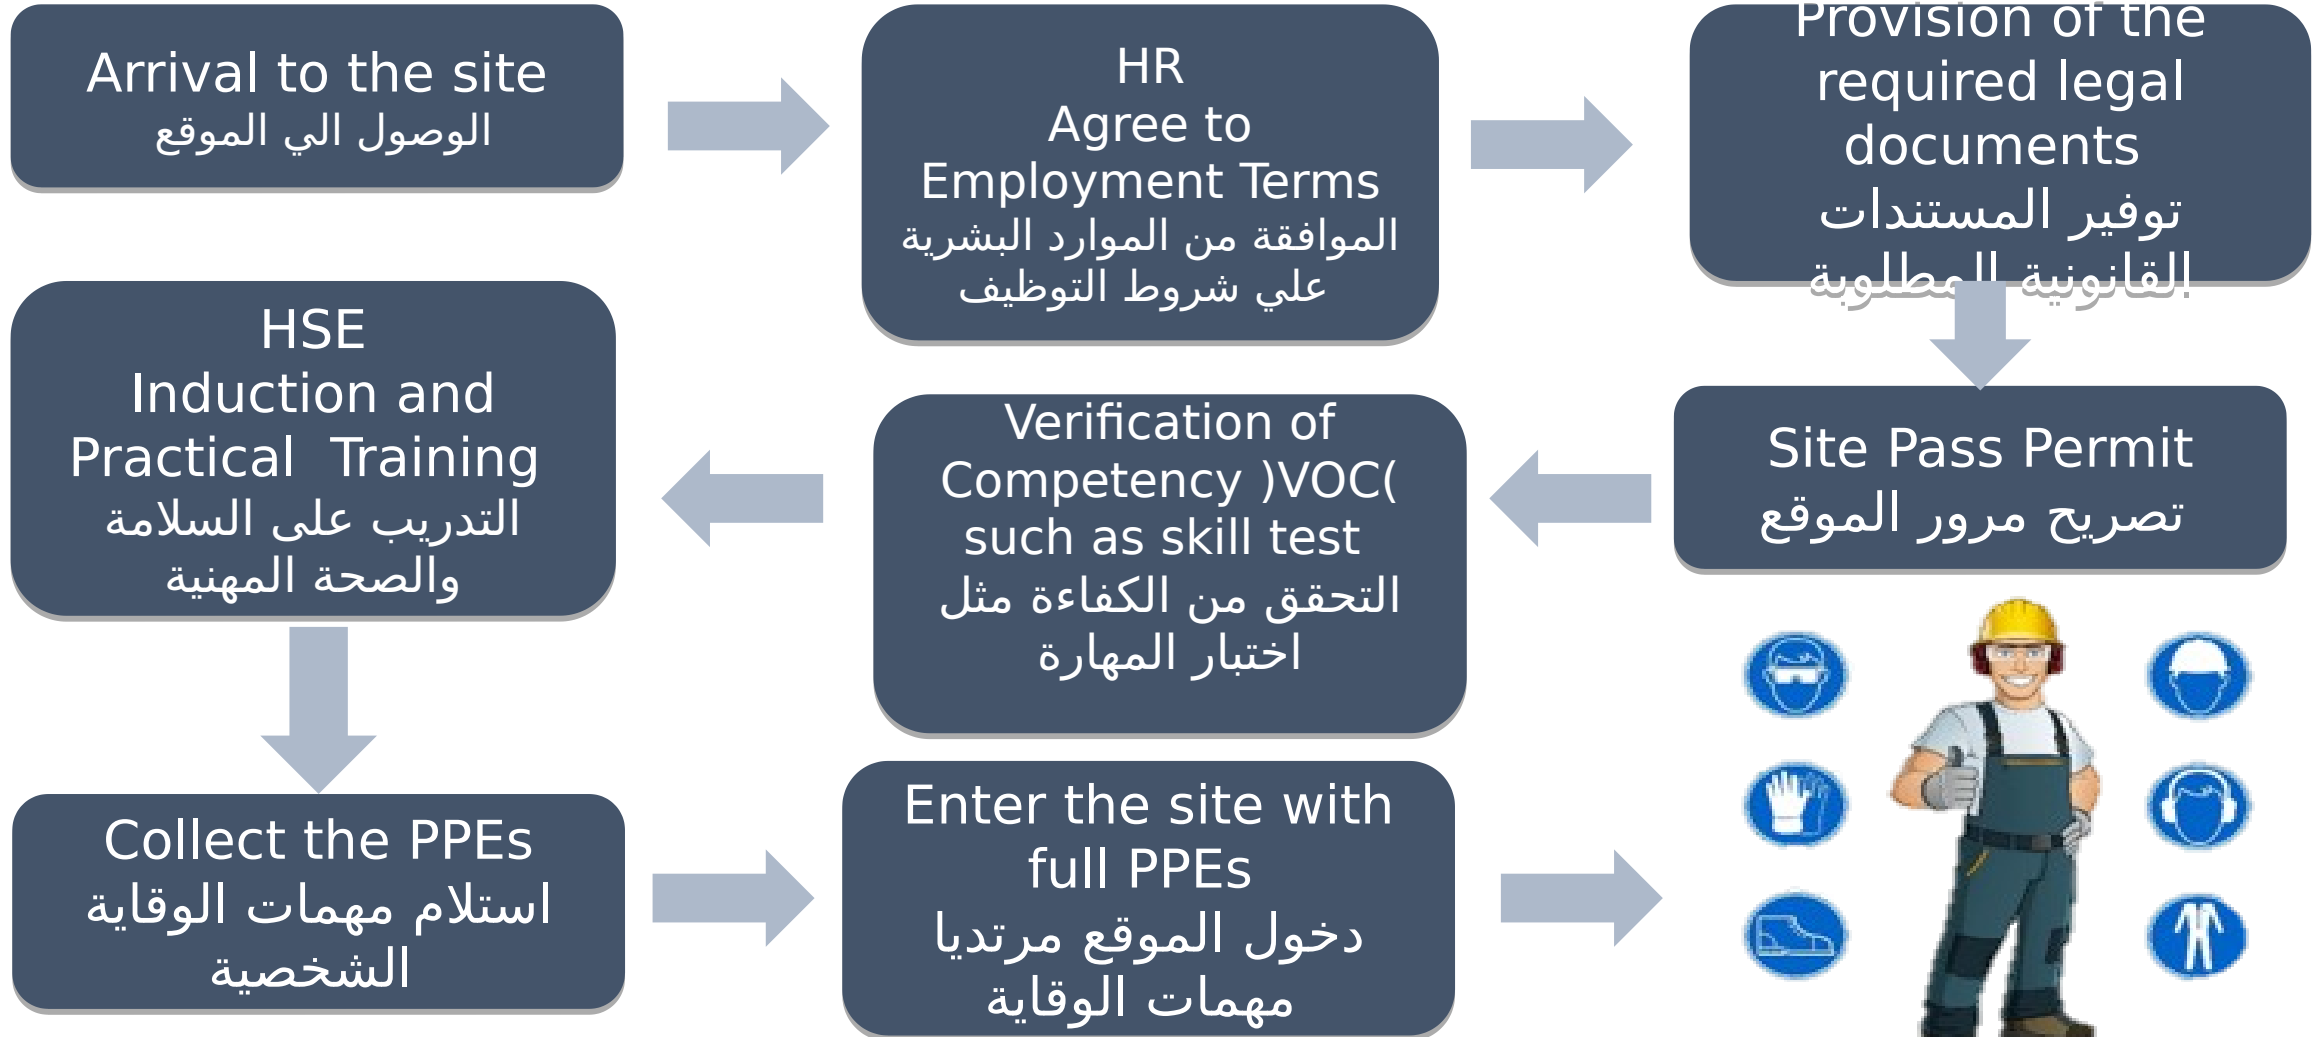 Arrival to the site
الوصول الي الموقع
HR
Agree to
Employment Terms
الموافقة من الموارد البشرية
علي شروط التوظيف
Provision of the
required legal
documents
توفير المستندات
القانونية المطلوبة
Site Pass Permit
تصريح مرور الموقع
Verification of
Competency )VOC(
such as skill test
التحقق من الكفاءة مثل
اختبار المهارة
HSE
Induction and
Practical  Training
التدريب على السلامة
والصحة المهنية
Collect the PPEs
استلام مهمات الوقاية
الشخصية
Enter the site with
full PPEs
دخول الموقع مرتديا
مهمات الوقاية